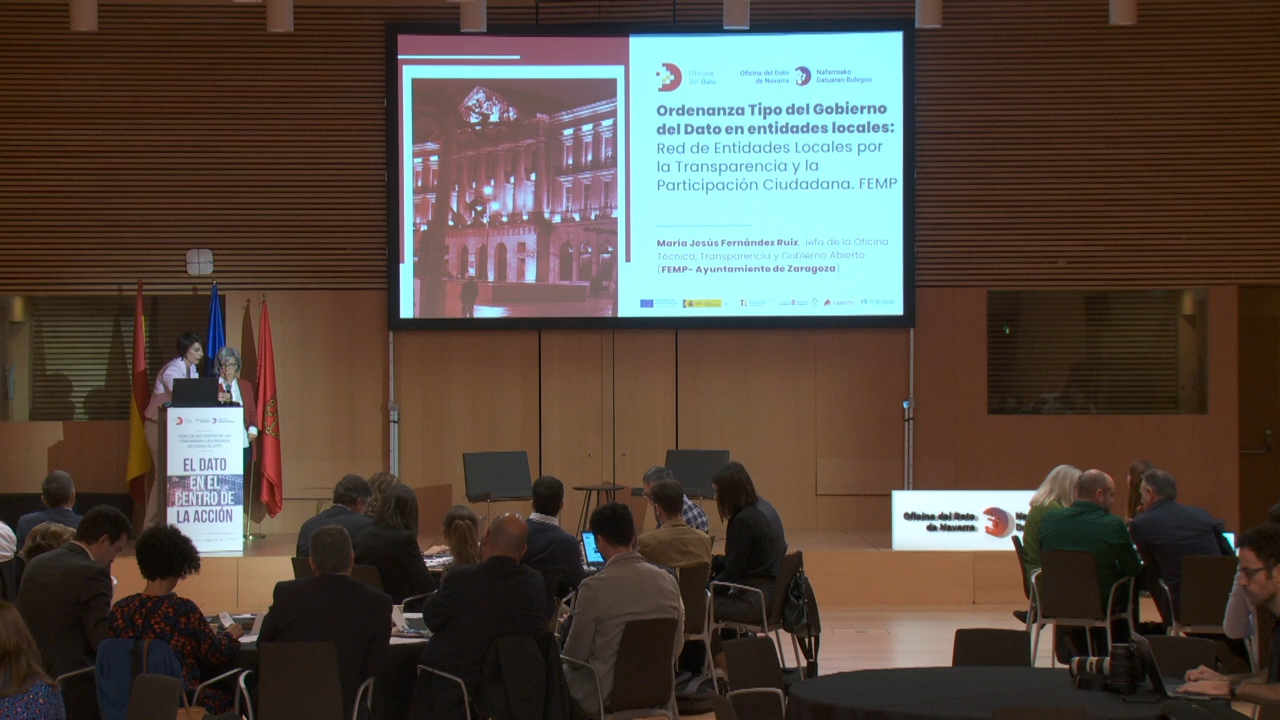 Oficina
del Dato
Oficina del Dato
de Navarra
Nafarroako
Datuaren Bulegoa
Ordenanza Tipo del Gobierno
del Dato en entidades locales:
Red de Entidades Locales por
la Transparencia y la
Participación Ciudadana. FEMP
María Jesús Fernández Ruiz, Jefa de la Oficina
Técnica, Transparencia y Gobierno Abierto
(FEMP- Ayuntamiento de Zaragoza)
EL DATO
EN EL
CENTRO DE
LA ACCIÓN
Oficina del Dato
de Navarra